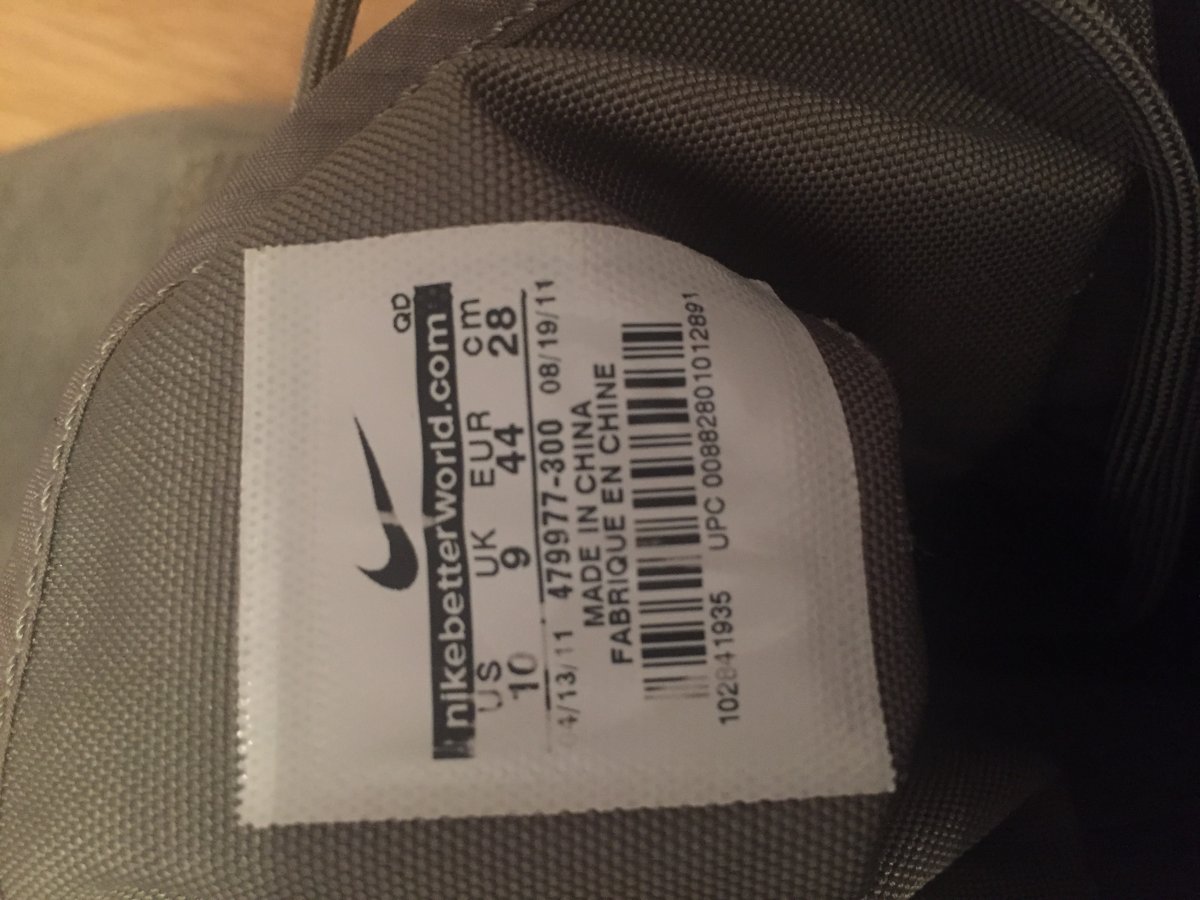 QD
nikebetterworld.com
US UK EUR cm
10 9 44 28
4/13/11 479977-300 08/19/11
MADE IN CHINA
FABRIQUE EN CHINE
102841935 UPC 00882801012891